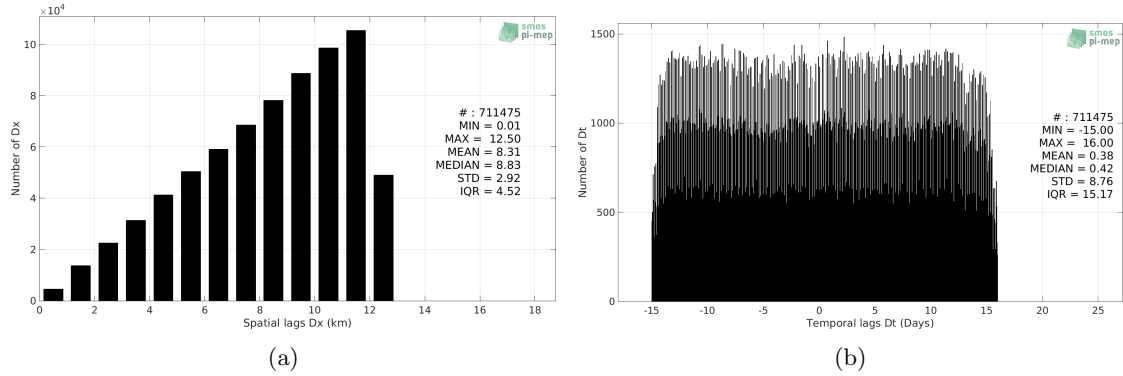 ×10⁴
10
8
6
4
2
0
Number of Dx
0 2 4 6 8 10 12 14 16 18
Spatial lags Dx (km)
smos
pi-mep
# : 711475
MIN = 0.01
MAX = 12.50
MEAN = 8.31
MEDIAN = 8.83
STD = 2.92
IQR = 4.52
(a)
1500
1000
500
0
Number of Dt
-15 -10 -5 0 5 10 15 20 25
Temporal lags Dt (Days)
smos
pi-mep
# : 711475
MIN = -15.00
MAX = 16.00
MEAN = 0.38
MEDIAN = 0.42
STD = 8.76
IQR = 15.17
(b)